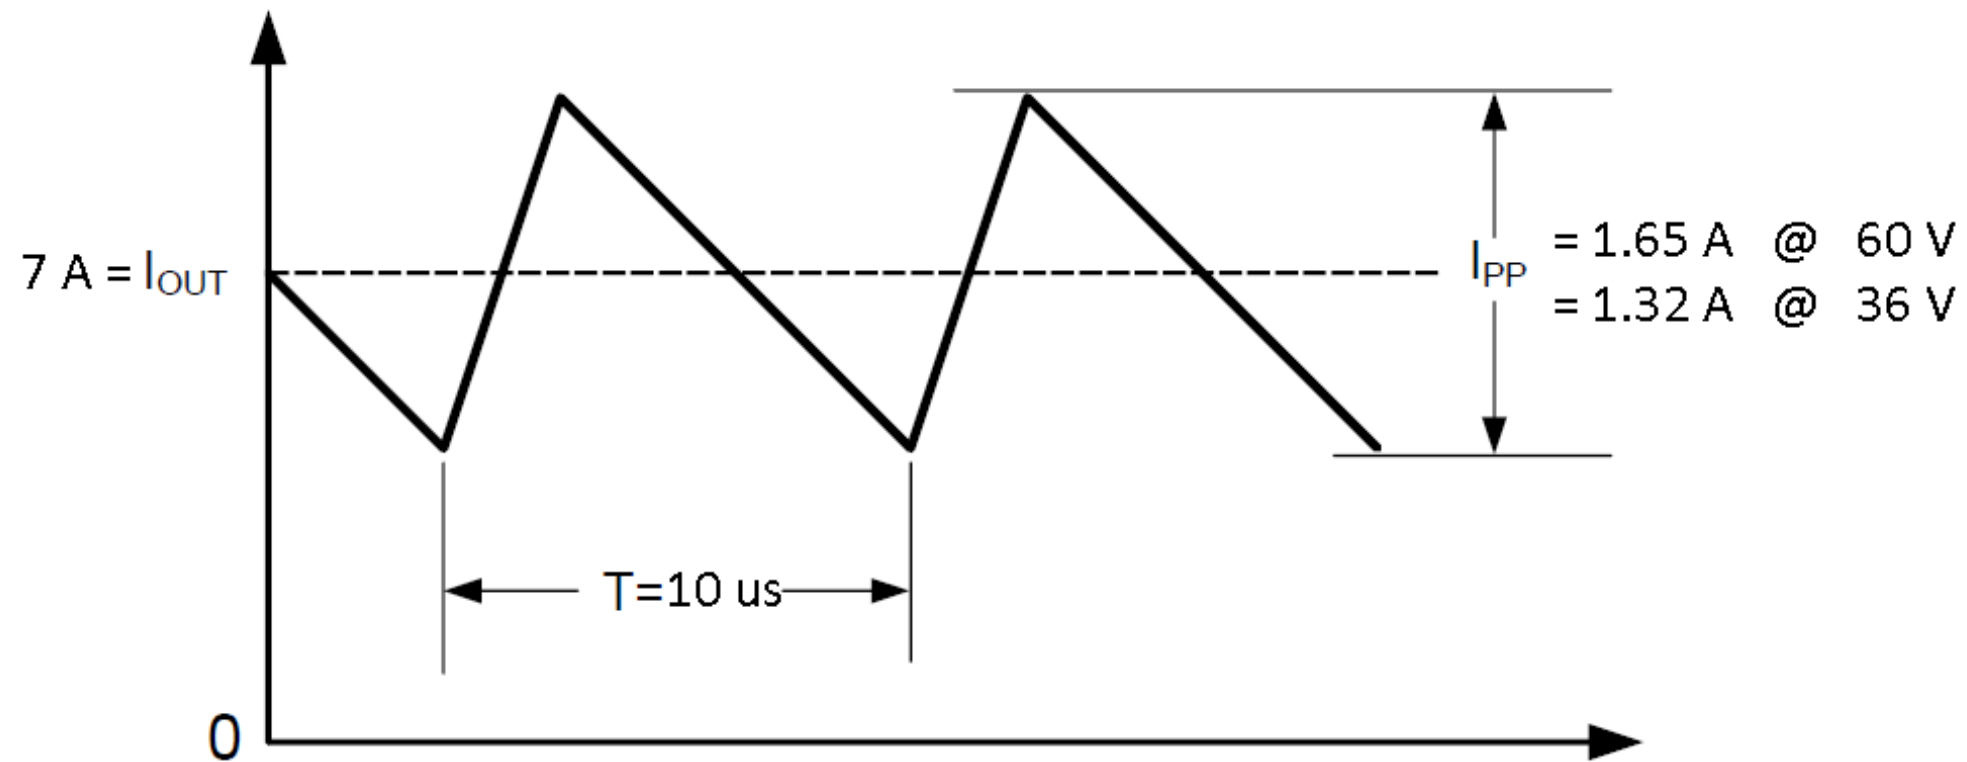 7 A = IOUT
IPP = 1.65 A @ 60 V
= 1.32 A @ 36 V
T=10 us
0